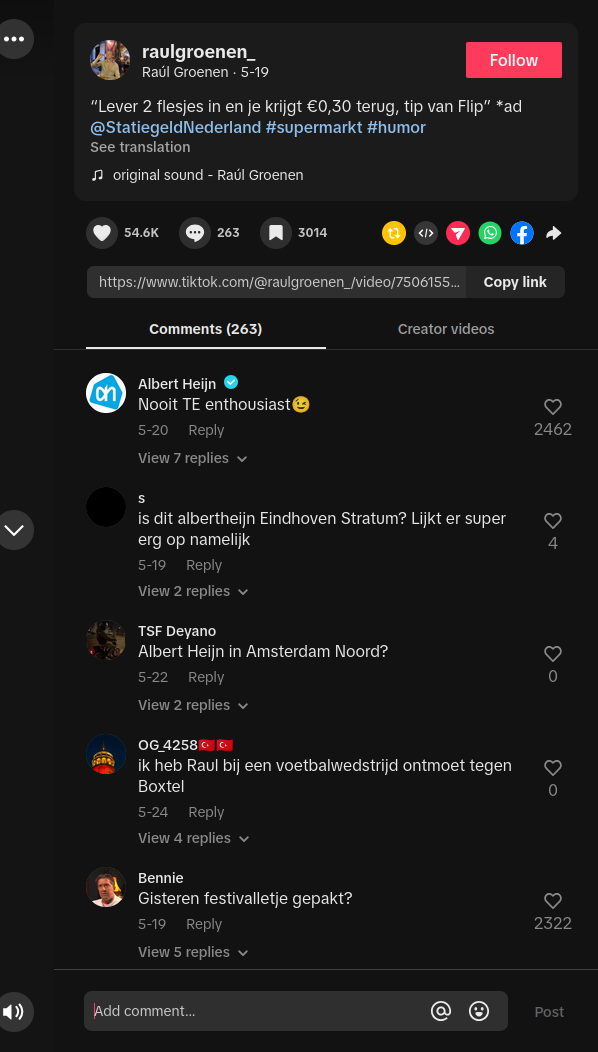 raulgroenen_
Raúl Groenen · 5-19
Follow
“Lever 2 flesjes in en je krijgt €0,30 terug, tip van Flip” *ad
@StatiegeldNederland #supermarkt #humor
See translation
original sound - Raúl Groenen
54.6K 263 3014
https://www.tiktok.com/@raulgroenen_/video/7506155... Copy link
Comments (263) Creator videos
Albert Heijn
Nooit TE enthousiast😉
5-20 Reply
2462
View 7 replies
s
is dit albertheijn Eindhoven Stratum? Lijkt er super
erg op namelijk
4
5-19 Reply
View 2 replies
TSF Deyano
Albert Heijn in Amsterdam Noord?
5-22 Reply
0
View 2 replies
OG_4258🇹🇷🇹🇷
ik heb Raul bij een voetbalwedstrijd ontmoet tegen
Boxtel
0
5-24 Reply
View 4 replies
Bennie
Gisteren festivalletje gepakt?
5-19 Reply
2322
View 5 replies
Add comment... Post